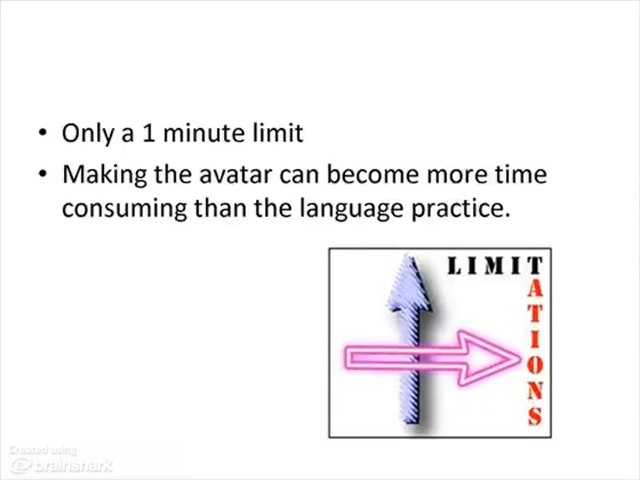 • Only a 1 minute limit
• Making the avatar can become more time
consuming than the language practice.
LIMITATIONS
Created using
brainshark